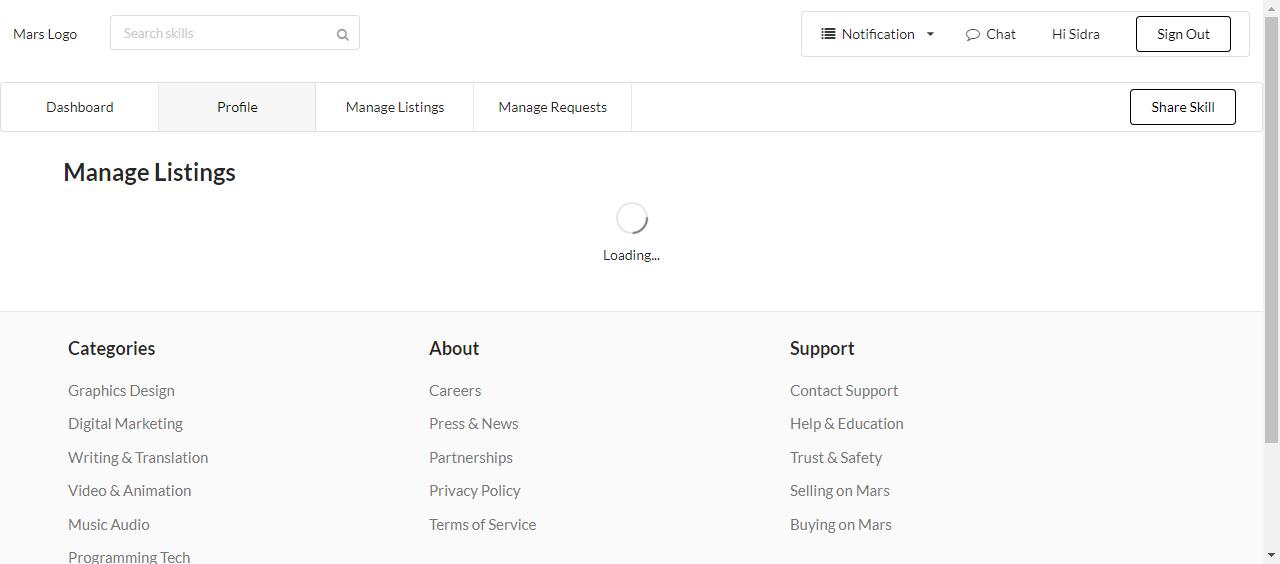 Mars Logo
Search skills
Notification
Chat
Hi Sidra
Sign Out
Dashboard
Profile
Manage Listings
Manage Requests
Share Skill
Manage Listings
Loading...
Categories
About
Support
Graphics Design
Careers
Contact Support
Digital Marketing
Press & News
Help & Education
Writing & Translation
Partnerships
Trust & Safety
Video & Animation
Privacy Policy
Selling on Mars
Music Audio
Terms of Service
Buying on Mars
Programming Tech